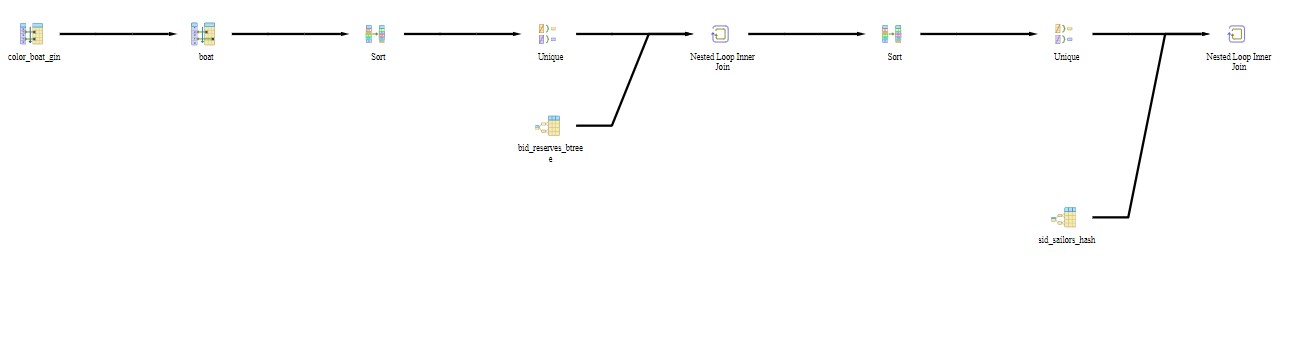 color_boat_gin
boat
Sort
Unique
Nested Loop Inner
Join
Sort
Unique
Nested Loop Inner
Join
bid_reserves_btree
e
sid_sailors_hash